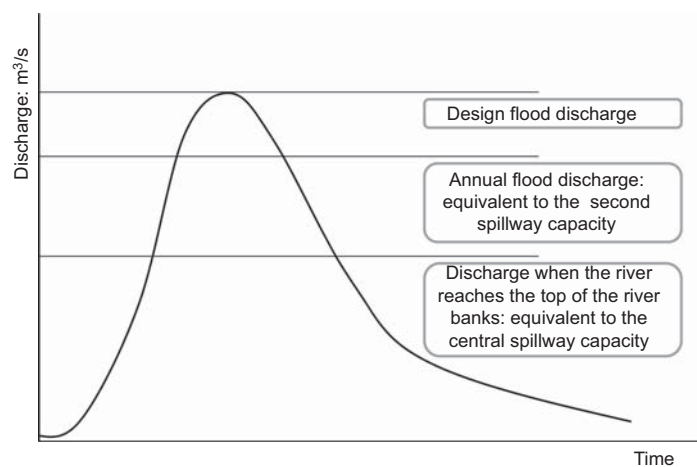 Discharge: m³/s
Design flood discharge
Annual flood discharge:
equivalent to the second
spillway capacity
Discharge when the river
reaches the top of the river
banks: equivalent to the
central spillway capacity
Time